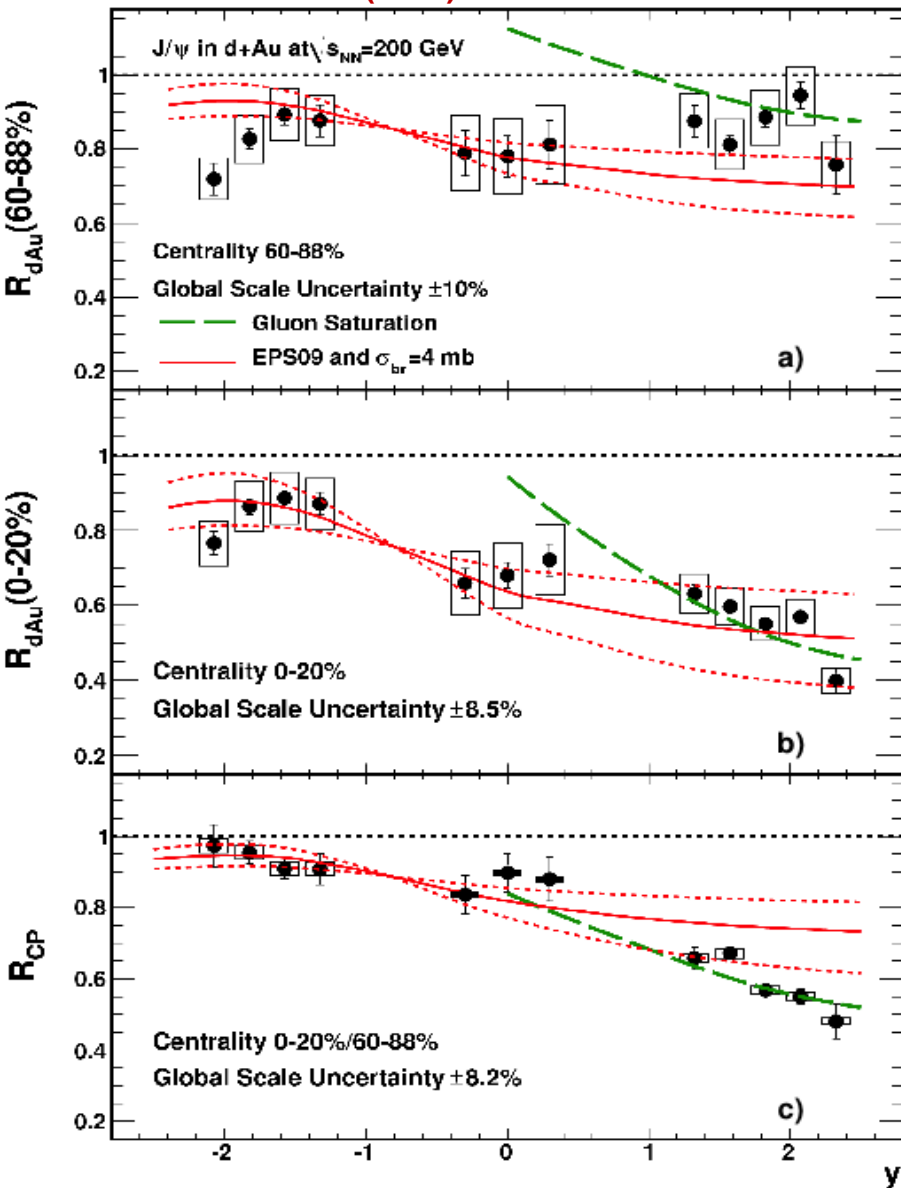 J/ψ in d+Au at √s_NN=200 GeV
1
0.8
0.6
0.4
0.2
R_dAu(60-88%)
Centrality 60-88%
Global Scale Uncertainty ±10%
Gluon Saturation
EPS09 and σ_br=4 mb
a)
1
0.8
0.6
0.4
0.2
R_dAu(0-20%)
Centrality 0-20%
Global Scale Uncertainty ±8.5%
b)
1
0.8
0.6
0.4
0.2
R_CP
Centrality 0-20%/60-88%
Global Scale Uncertainty ±8.2%
c)
-2 -1 0 1 2
y